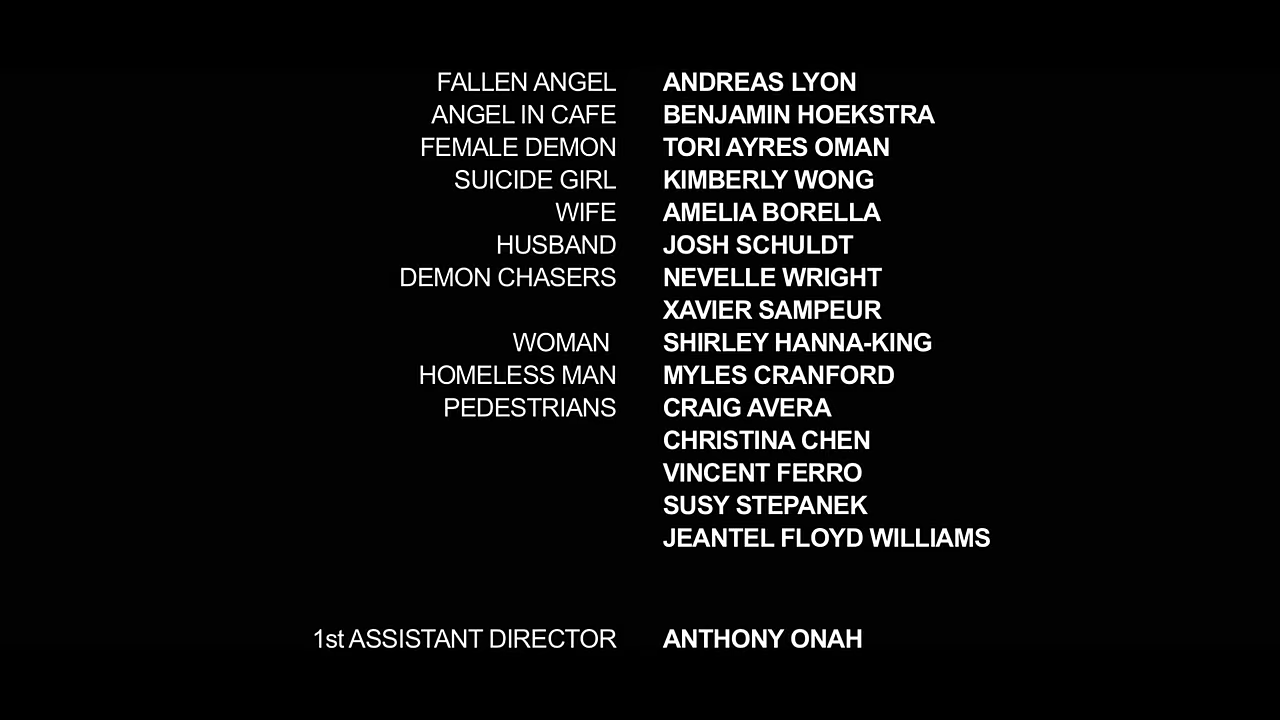 FALLEN ANGEL ANDREAS LYON
ANGEL IN CAFE BENJAMIN HOEKSTRA
FEMALE DEMON TORI AYRES OMAN
SUICIDE GIRL KIMBERLY WONG
WIFE AMELIA BORELLA
HUSBAND JOSH SCHULDT
DEMON CHASERS NEVELLE WRIGHT
XAVIER SAMPEUR
WOMAN SHIRLEY HANNA-KING
HOMELESS MAN MYLES CRANFORD
PEDESTRIANS CRAIG AVERA
CHRISTINA CHEN
VINCENT FERRO
SUSY STEPANEK
JEANTEL FLOYD WILLIAMS
1st ASSISTANT DIRECTOR ANTHONY ONAH